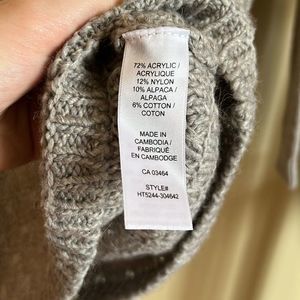 72% ACRYLIC /
ACRYLIQUE
12% NYLON
10% ALPACA /
ALPAGA
6% COTTON /
COTON
MADE IN
CAMBODIA /
FABRIQUÉ
EN CAMBODGE
CA 03464
STYLE#
HT5244-304642